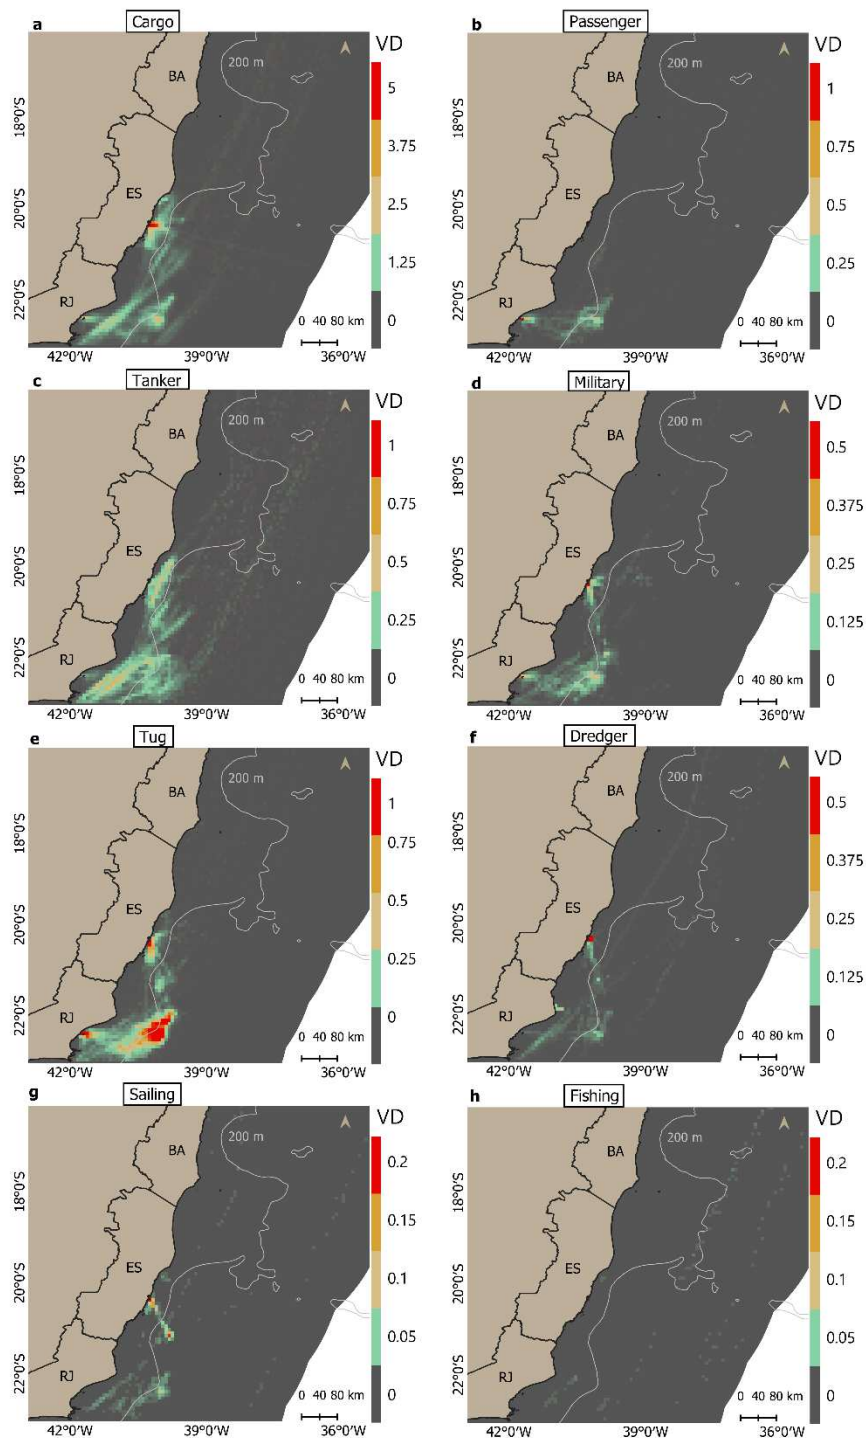 a Cargo
VD
BA
200 m
ES
RJ
18°0'S
20°0'S
22°0'S
5
3.75
2.5
1.25
0
0 40 80 km
42°0'W 39°0'W 36°0'W
b Passenger
VD
BA
200 m
ES
RJ
18°0'S
20°0'S
22°0'S
1
0.75
0.5
0.25
0
0 40 80 km
42°0'W 39°0'W 36°0'W
c Tanker
VD
BA
200 m
ES
RJ
18°0'S
20°0'S
22°0'S
1
0.75
0.5
0.25
0
0 40 80 km
42°0'W 39°0'W 36°0'W
d Military
VD
BA
200 m
ES
RJ
18°0'S
20°0'S
22°0'S
0.5
0.375
0.25
0.125
0
0 40 80 km
42°0'W 39°0'W 36°0'W
e Tug
VD
BA
200 m
ES
RJ
18°0'S
20°0'S
22°0'S
1
0.75
0.5
0.25
0
0 40 80 km
42°0'W 39°0'W 36°0'W
f Dredger
VD
BA
200 m
ES
RJ
18°0'S
20°0'S
22°0'S
0.5
0.375
0.25
0.125
0
0 40 80 km
42°0'W 39°0'W 36°0'W
g Sailing
VD
BA
200 m
ES
RJ
18°0'S
20°0'S
22°0'S
0.2
0.15
0.1
0.05
0
0 40 80 km
42°0'W 39°0'W 36°0'W
h Fishing
VD
BA
200 m
ES
RJ
18°0'S
20°0'S
22°0'S
0.2
0.15
0.1
0.05
0
0 40 80 km
42°0'W 39°0'W 36°0'W